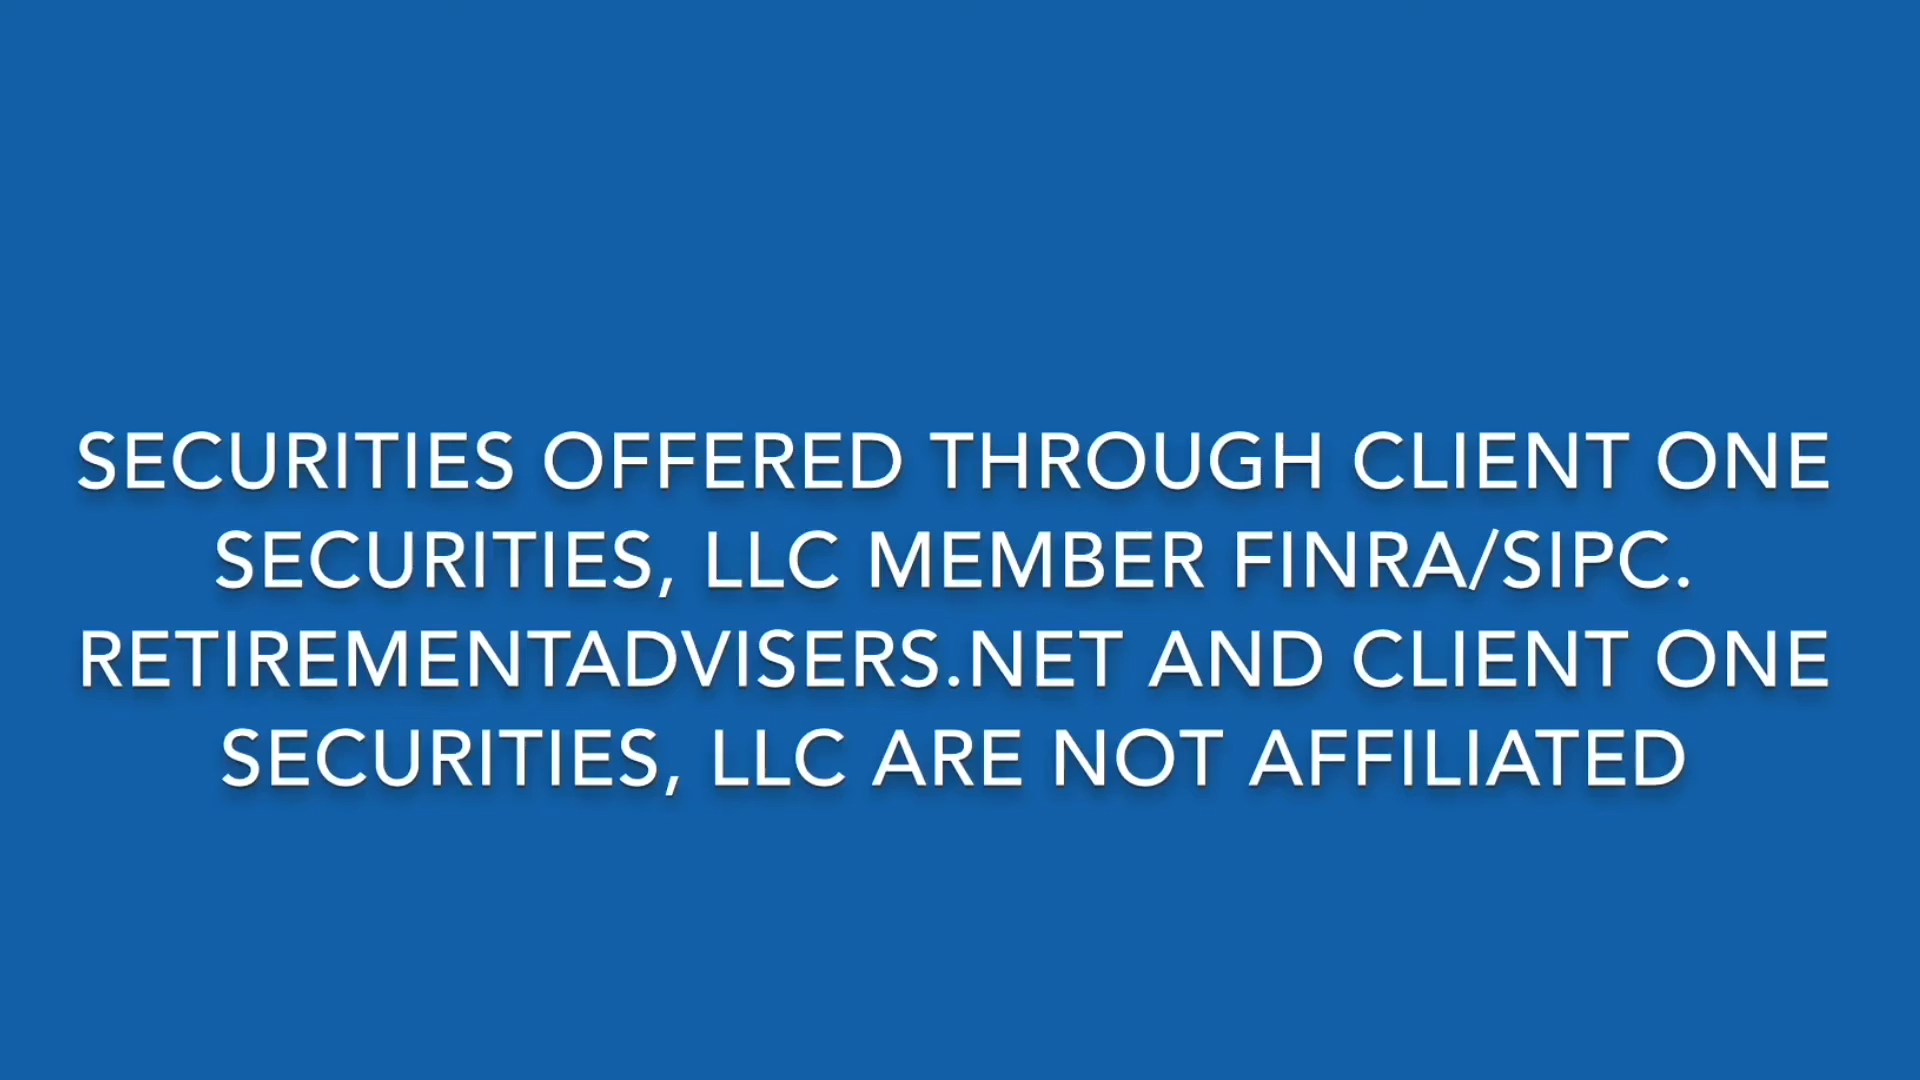 SECURITIES OFFERED THROUGH CLIENT ONE
SECURITIES, LLC MEMBER FINRA/SIPC.
RETIREMENTADVISERS.NET AND CLIENT ONE
SECURITIES, LLC ARE NOT AFFILIATED